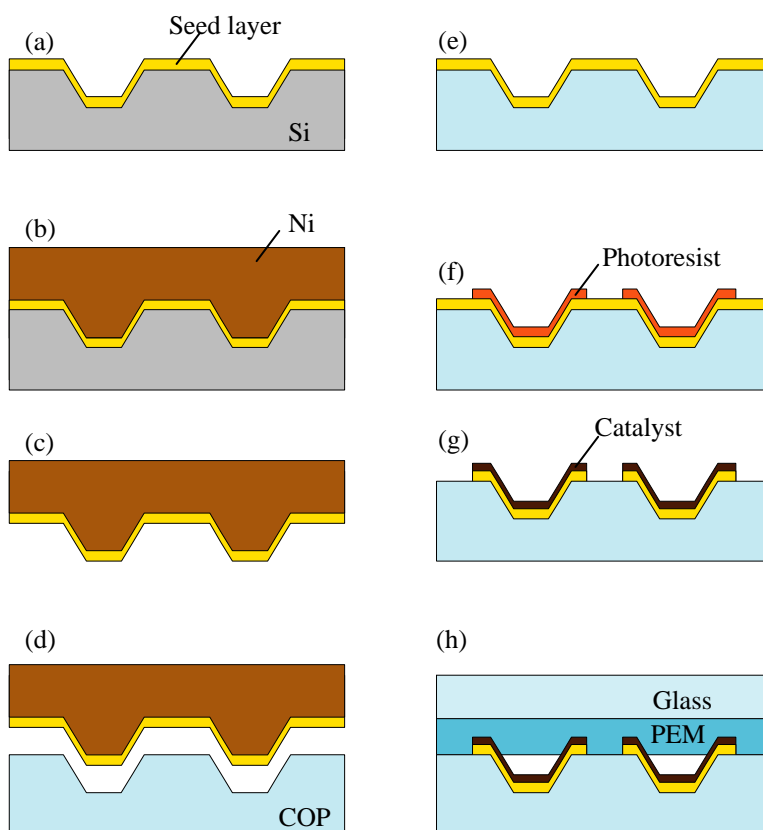 (a)
Seed layer
Si
(b)
Ni
(c)
(d)
COP
(e)
(f)
Photoresist
(g)
Catalyst
(h)
Glass
PEM